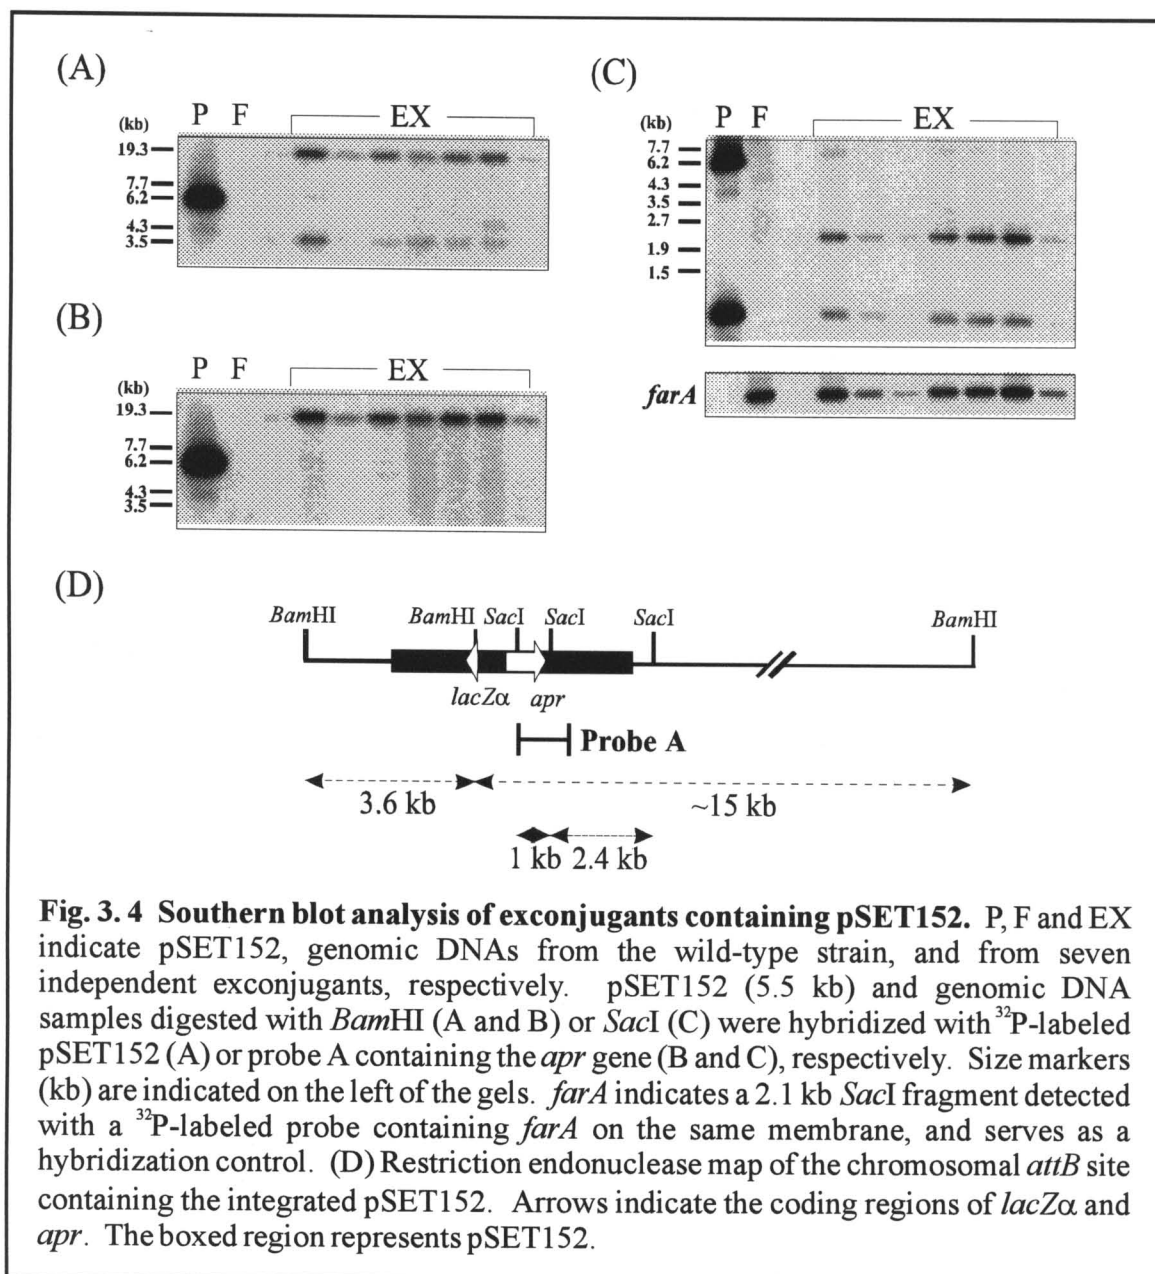 (A)
P F EX
(kb)
19.3
7.7
6.2
4.3
3.5
(B)
P F EX
(kb)
19.3
7.7
6.2
4.3
3.5
(C)
P F EX
(kb)
7.7
6.2
4.3
3.5
2.7
1.9
1.5
farA
(D)
BamHI BamHI SacI SacI SacI BamHI
lacZα apr
Probe A
3.6 kb ~15 kb
1 kb 2.4 kb
Fig. 3. 4 Southern blot analysis of exconjugants containing pSET152. P, F and EX
indicate pSET152, genomic DNAs from the wild-type strain, and from seven
independent exconjugants, respectively. pSET152 (5.5 kb) and genomic DNA
samples digested with BamHI (A and B) or SacI (C) were hybridized with ³²P-labeled
pSET152 (A) or probe A containing the apr gene (B and C), respectively. Size markers
(kb) are indicated on the left of the gels. farA indicates a 2.1 kb SacI fragment detected
with a ³²P-labeled probe containing farA on the same membrane, and serves as a
hybridization control. (D) Restriction endonuclease map of the chromosomal attB site
containing the integrated pSET152. Arrows indicate the coding regions of lacZα and
apr. The boxed region represents pSET152.